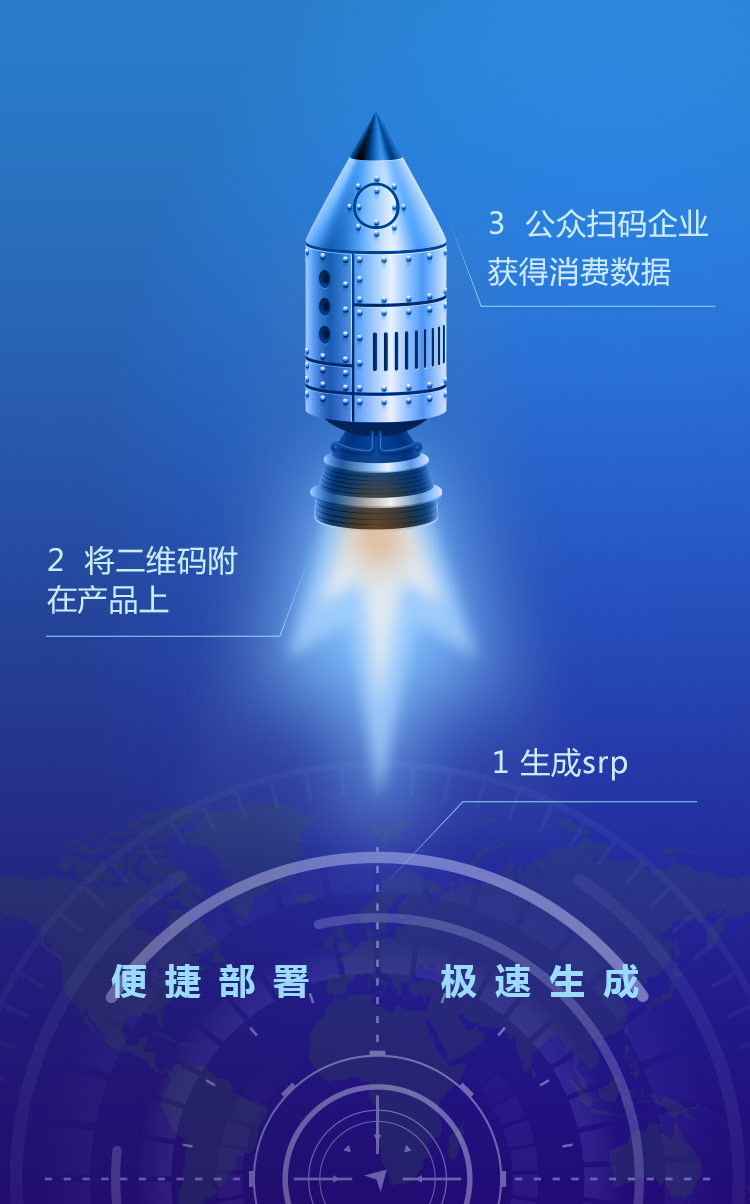 3 公众扫码企业
获得消费数据
2 将二维码附
在产品上
1 生成srp
便捷部署 极速生成